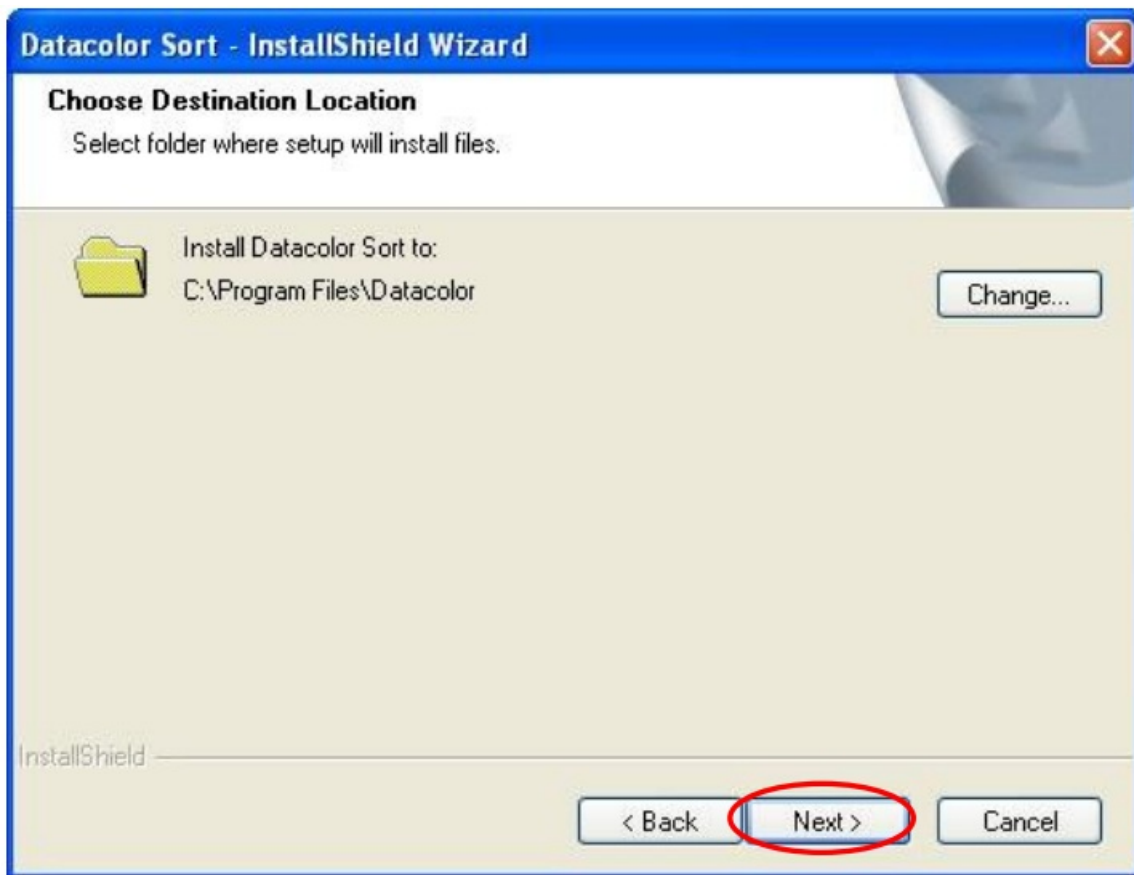 Datacolor Sort - InstallShield Wizard
Choose Destination Location
Select folder where setup will install files.
Install Datacolor Sort to:
C:\Program Files\Datacolor
Change...
InstallShield
< Back Next > Cancel